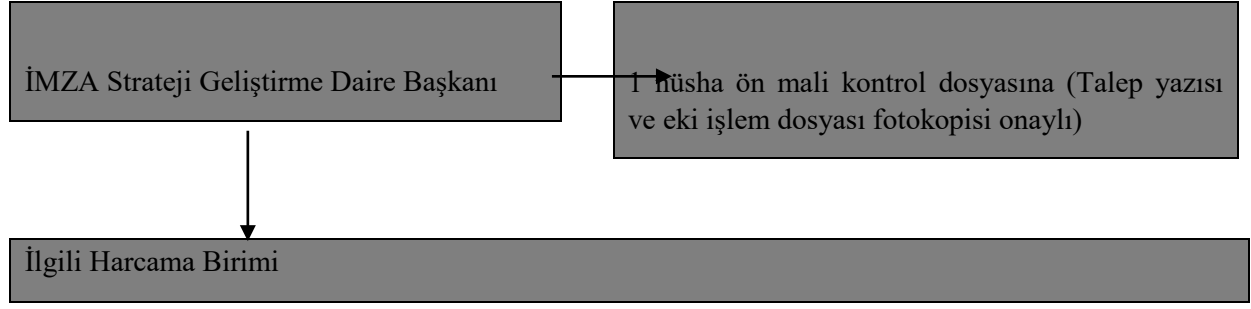 İMZA Strateji Geliştirme Daire Başkanı
1 nüsha ön mali kontrol dosyasına (Talep yazısı
ve eki işlem dosyası fotokopisi onaylı)
İlgili Harcama Birimi